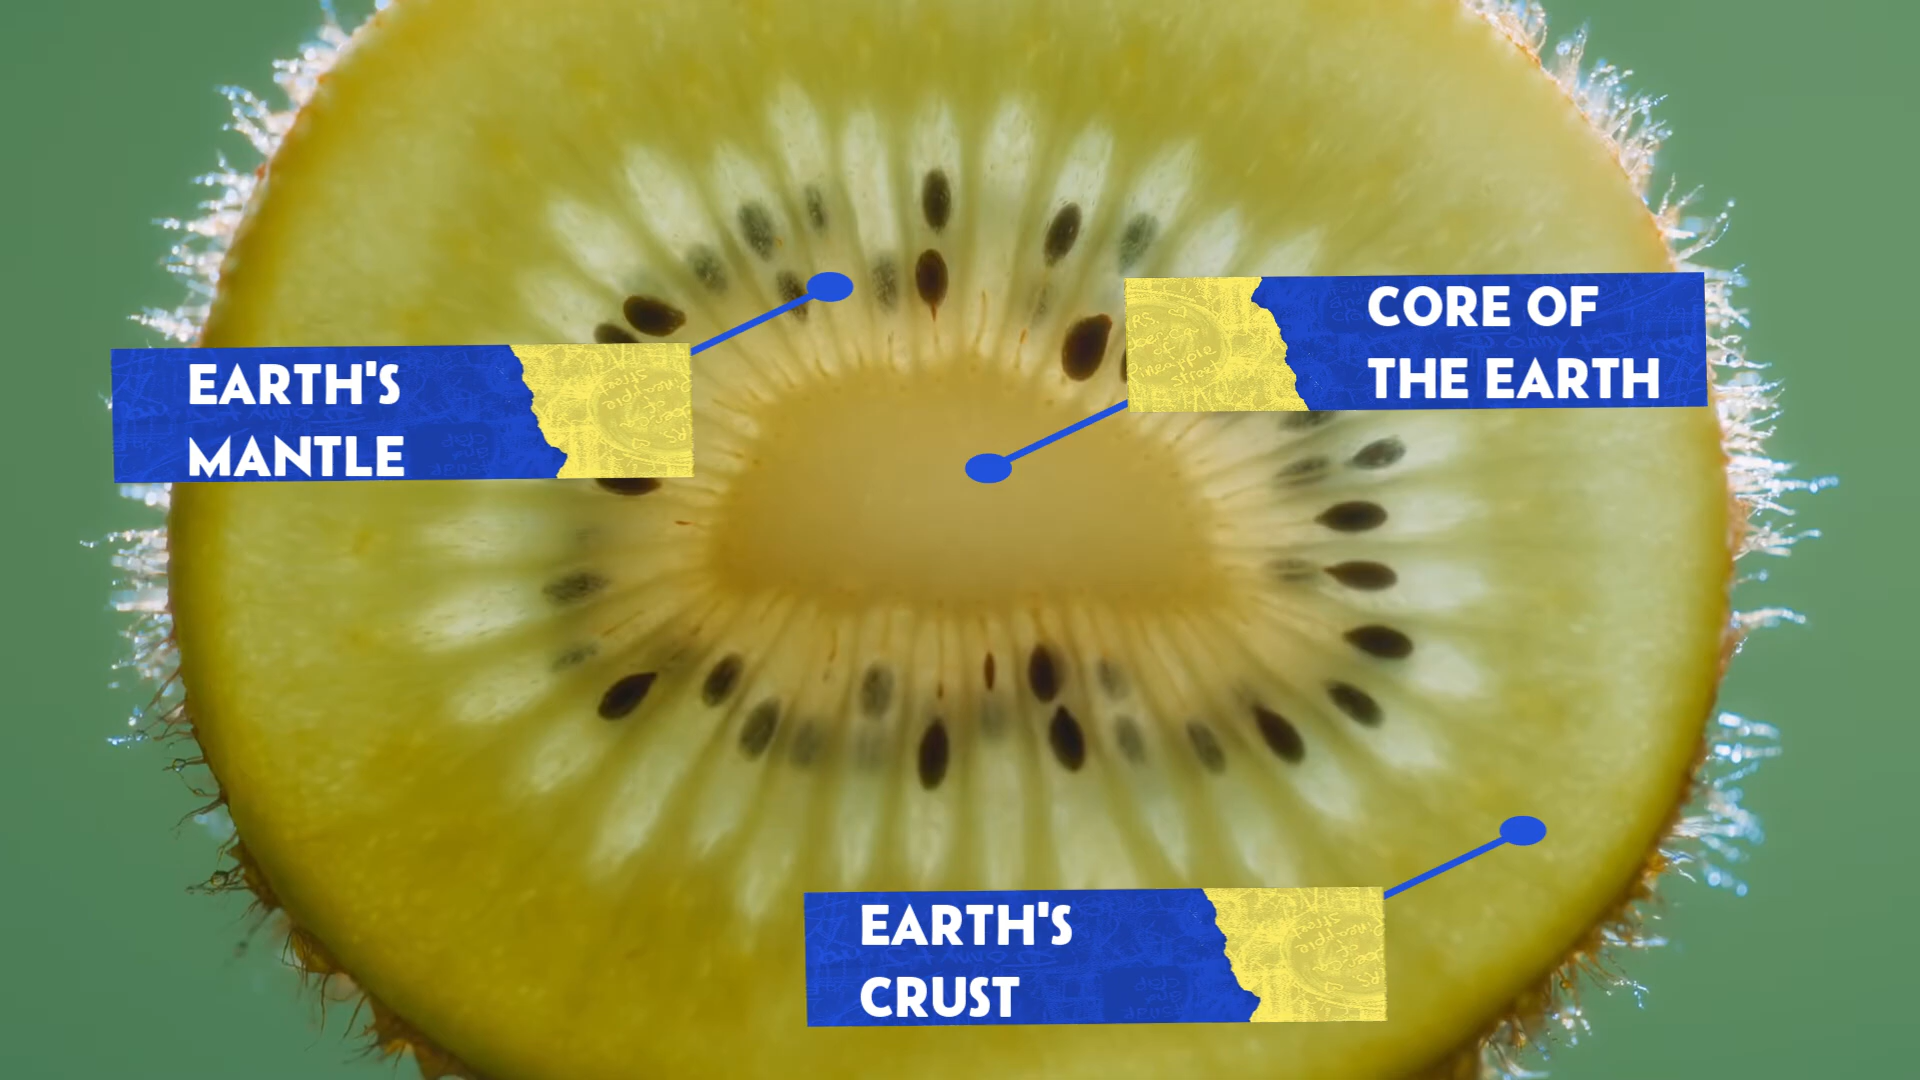 CORE OF
THE EARTH
EARTH'S
MANTLE
EARTH'S
CRUST